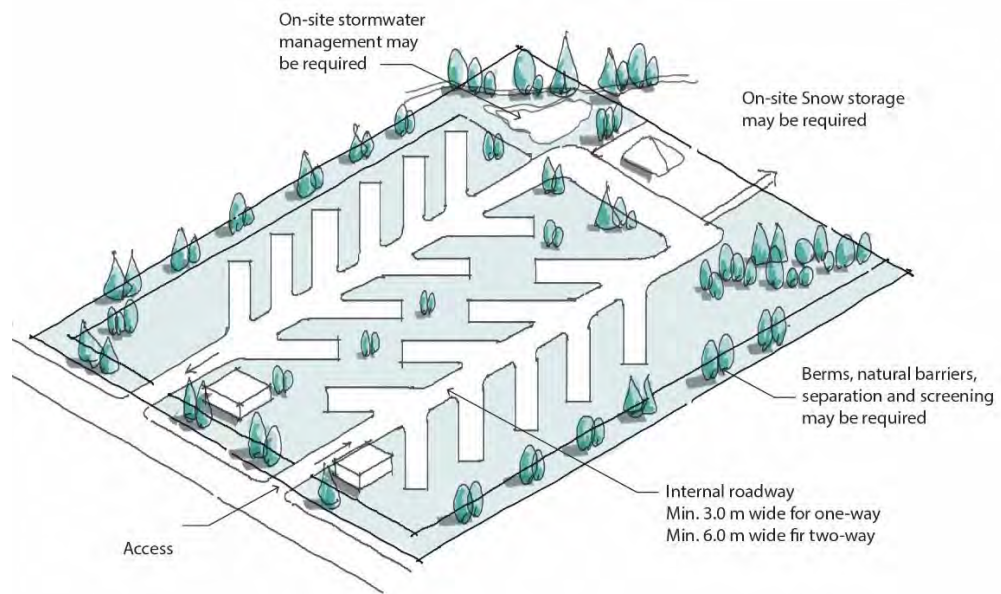 On-site stormwater
management may
be required
On-site Snow storage
may be required
Berms, natural barriers,
separation and screening
may be required
Internal roadway
Min. 3.0 m wide for one-way
Min. 6.0 m wide fir two-way
Access